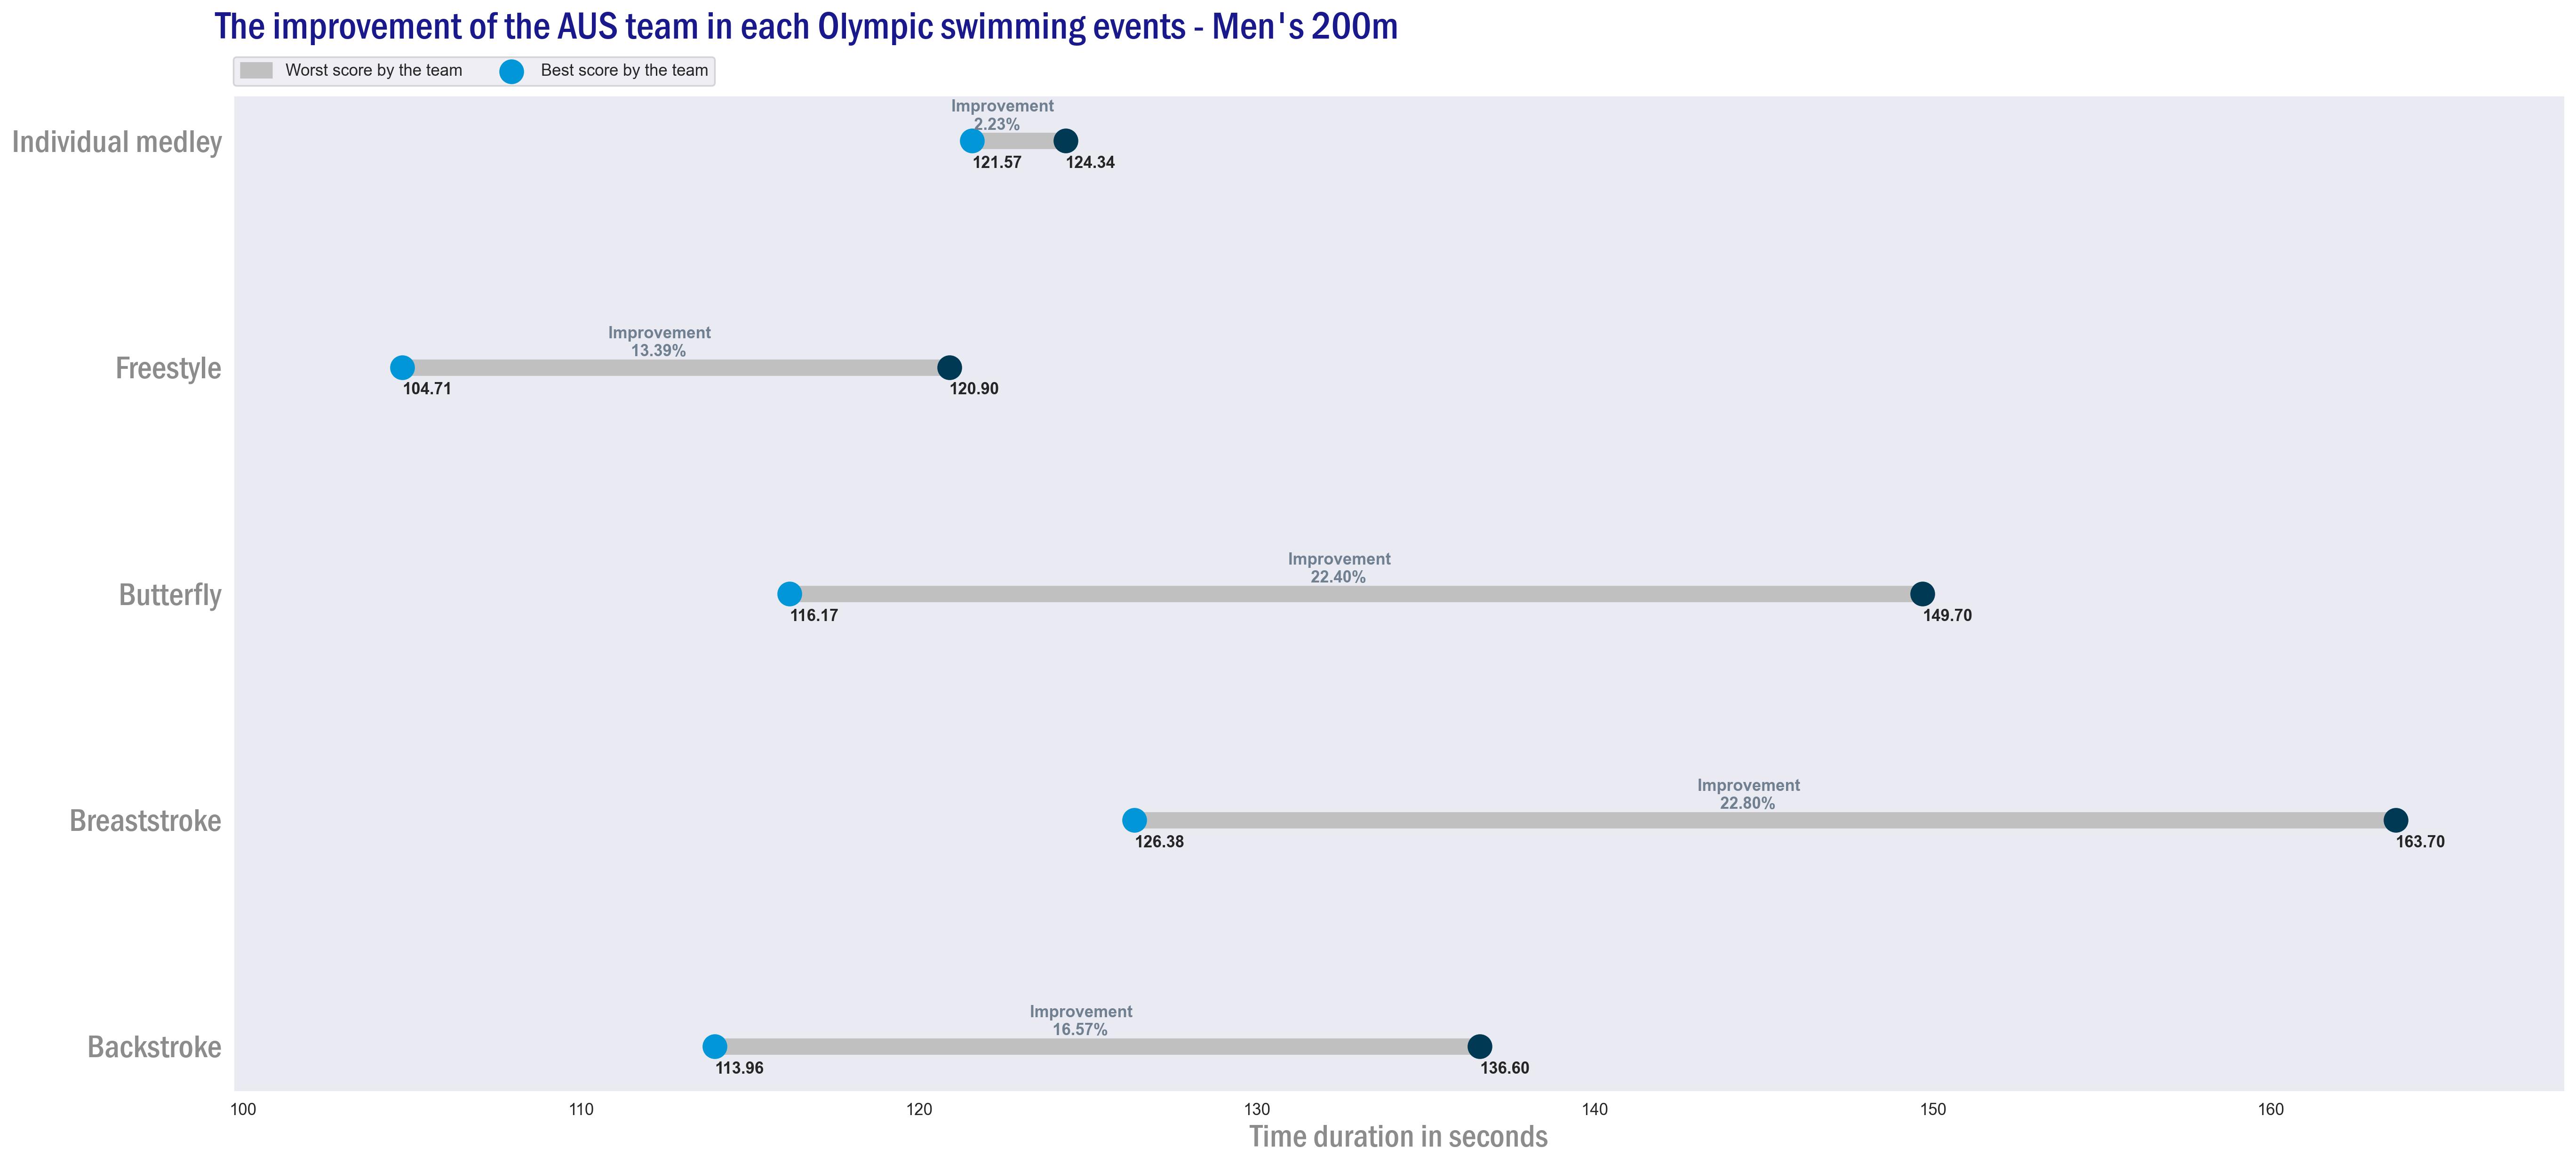 The improvement of the AUS team in each Olympic swimming events - Men's 200m
Worst score by the team
Best score by the team
Individual medley
Improvement
2.23%
121.57
124.34
Freestyle
Improvement
13.39%
104.71
120.90
Butterfly
Improvement
22.40%
116.17
149.70
Breaststroke
Improvement
22.80%
126.38
163.70
Backstroke
Improvement
16.57%
113.96
136.60
100
110
120
130
140
150
160
Time duration in seconds